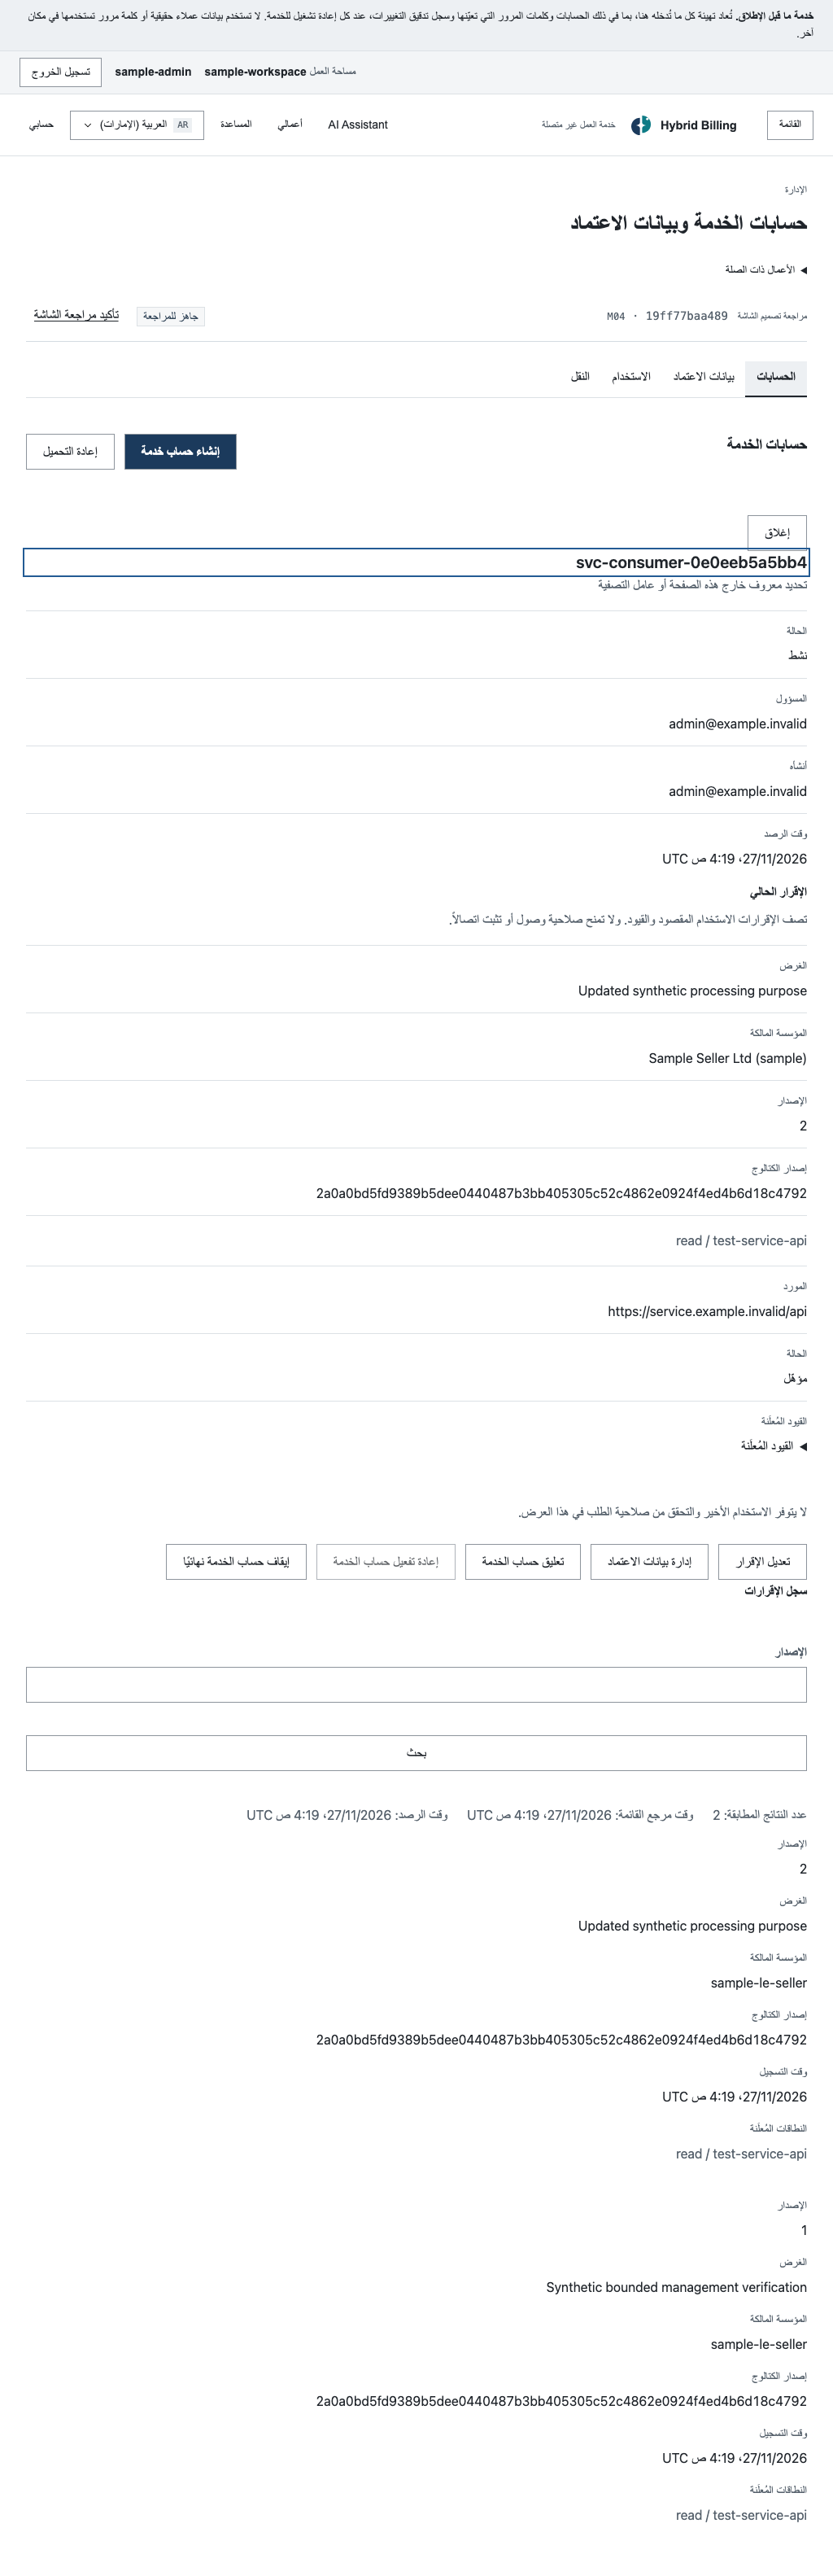 خدمة ما قبل الإطلاق. تُعاد تهيئة كل ما تُدخله هنا، بما في ذلك الحسابات وكلمات المرور التي تعيّنها وسجل تدقيق التغييرات، عند كل إعادة تشغيل للخدمة. لا تستخدم بيانات عملاء حقيقية أو كلمة مرور تستخدمها في مكان
آخر.
مساحة العمل sample-workspace sample-admin تسجيل الخروج
القائمة Hybrid Billing خدمة العمل غير متصلة AI Assistant أعمالي المساعدة AR العربية (الإمارات) حسابي
الإدارة
حسابات الخدمة وبيانات الاعتماد
الأعمال ذات الصلة
مراجعة تصميم الشاشة M04 · 19ff77baa489 جاهز للمراجعة تأكيد مراجعة الشاشة
الحسابات بيانات الاعتماد الاستخدام النقل
حسابات الخدمة إنشاء حساب خدمة إعادة التحميل
إغلاق
svc-consumer-0e0eeb5a5bb4
تحديد معروف خارج هذه الصفحة أو عامل التصفية
الحالة
نشط
المسؤول
admin@example.invalid
أنشأه
admin@example.invalid
وقت الرصد
27/11/2026، 4:19 ص UTC
الإقرار الحالي
تصف الإقرارات الاستخدام المقصود والقيود. ولا تمنح صلاحية وصول أو تثبت اتصالاً.
الغرض
Updated synthetic processing purpose
المؤسسة المالكة
Sample Seller Ltd (sample)
الإصدار
2
إصدار الكتالوج
2a0a0bd5fd9389b5dee0440487b3bb405305c52c4862e0924f4ed4b6d18c4792
read / test-service-api
المورد
https://service.example.invalid/api
الحالة
مؤهل
القيود المُعلَنة
القيود المُعلَنة
لا يتوفر الاستخدام الأخير والتحقق من صلاحية الطلب في هذا العرض.
تعديل الإقرار إدارة بيانات الاعتماد تعليق حساب الخدمة إعادة تفعيل حساب الخدمة إيقاف حساب الخدمة نهائيًا
سجل الإقرارات
الإصدار
بحث
عدد النتائج المطابقة: 2 وقت مرجع القائمة: 27/11/2026، 4:19 ص UTC وقت الرصد: 27/11/2026، 4:19 ص UTC
الإصدار
2
الغرض
Updated synthetic processing purpose
المؤسسة المالكة
sample-le-seller
إصدار الكتالوج
2a0a0bd5fd9389b5dee0440487b3bb405305c52c4862e0924f4ed4b6d18c4792
وقت التسجيل
27/11/2026، 4:19 ص UTC
النطاقات المُعلَنة
read / test-service-api
الإصدار
1
الغرض
Synthetic bounded management verification
المؤسسة المالكة
sample-le-seller
إصدار الكتالوج
2a0a0bd5fd9389b5dee0440487b3bb405305c52c4862e0924f4ed4b6d18c4792
وقت التسجيل
27/11/2026، 4:19 ص UTC
النطاقات المُعلَنة
read / test-service-api